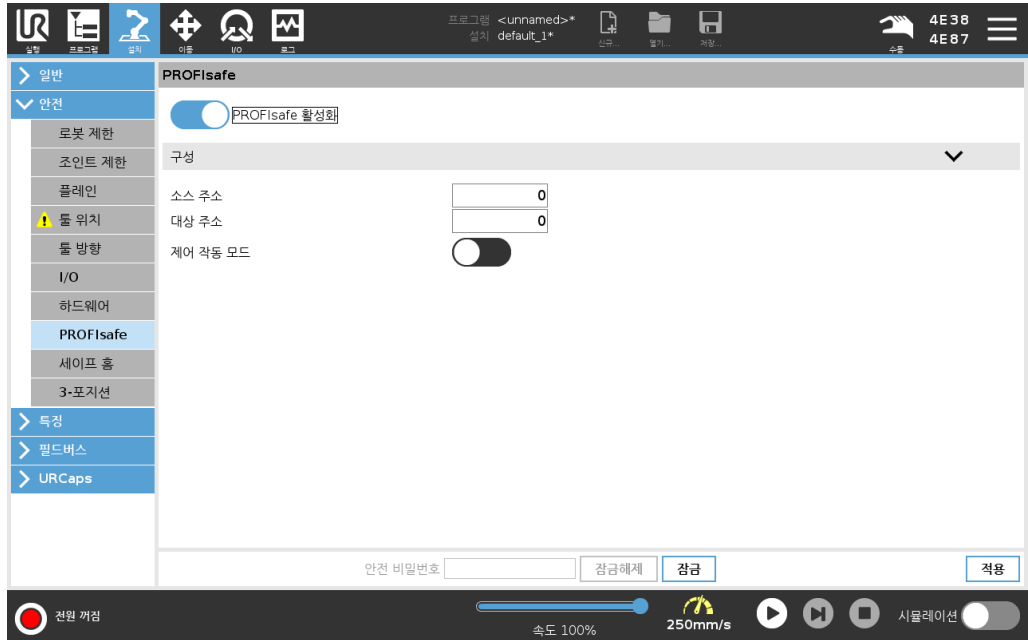 UR
프로그램 <unnamed>*
설치 default_1*
4E38
4E87
실행 프로그램 설치 이동 I/O 로그 신규... 열기... 저장... 수동
일반
PROFIsafe
안전
PROFIsafe 활성화
로봇 제한
조인트 제한
구성
플레인
소스 주소 0
툴 위치
대상 주소 0
툴 방향
제어 작동 모드
I/O
하드웨어
PROFIsafe
세이프 홈
3-포지션
특징
필드버스
URCaps
안전 비밀번호 잠금해제 잠금 적용
전원 꺼짐
속도 100%
250mm/s
시뮬레이션